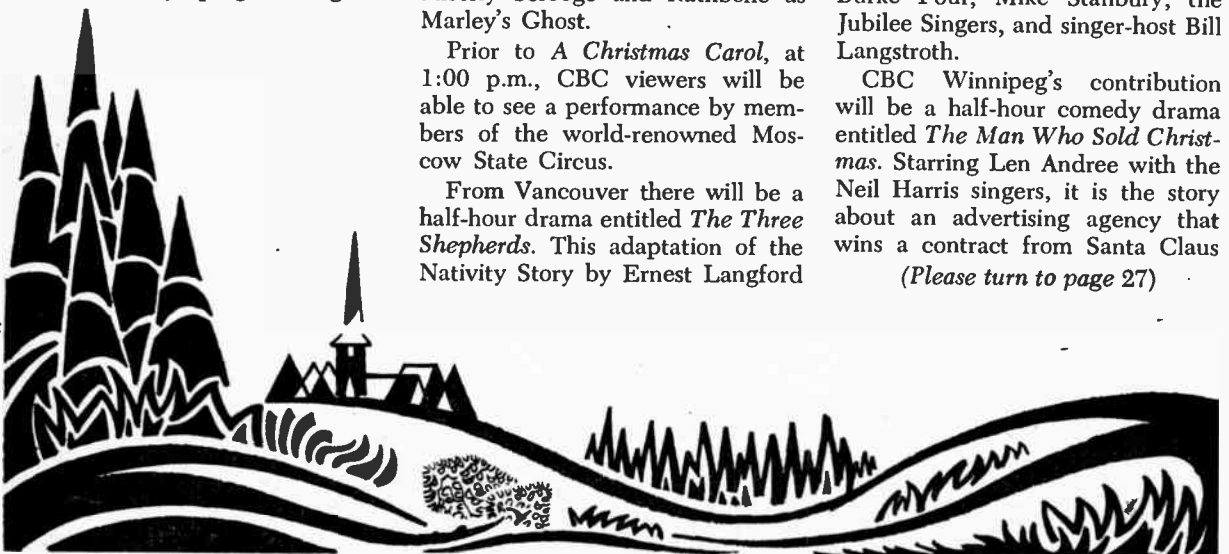 Marley's Ghost.
Prior to A Christmas Carol, at
1:00 p.m., CBC viewers will be
able to see a performance by mem-
bers of the world-renowned Mos-
cow State Circus.
From Vancouver there will be a
half-hour drama entitled The Three
Shepherds. This adaptation of the
Nativity Story by Ernest Langford
Jubilee Singers, and singer-host Bill
Langstroth.
CBC Winnipeg's contribution
will be a half-hour comedy drama
entitled The Man Who Sold Christ-
mas. Starring Len Andree with the
Neil Harris singers, it is the story
about an advertising agency that
wins a contract from Santa Claus
(Please turn to page 27)